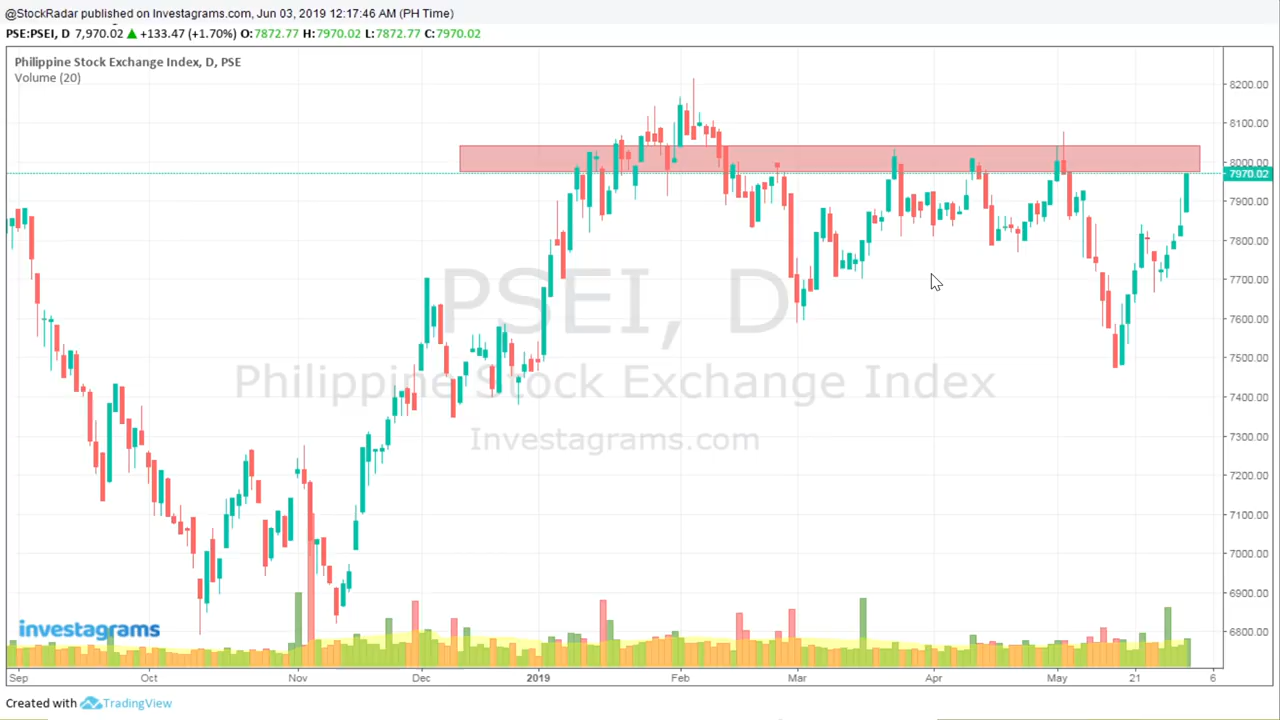 @StockRadar published on Investagrams.com, Jun 03, 2019 12:17:46 AM (PH Time)
PSE:PSEI, D 7,970.02 ▲ +133.47 (+1.70%) O:7872.77 H:7970.02 L:7872.77 C:7970.02
Philippine Stock Exchange Index, D, PSE
Volume (20)
8200.00
8100.00
8000.00
7970.02
7900.00
7800.00
7700.00
7600.00
7500.00
7400.00
7300.00
7200.00
7100.00
7000.00
6900.00
6800.00
PSEI, D
Philippine Stock Exchange Index
Investagrams.com
investagrams
Sep Oct Nov Dec 2019 Feb Mar Apr May 21 6
Created with TradingView